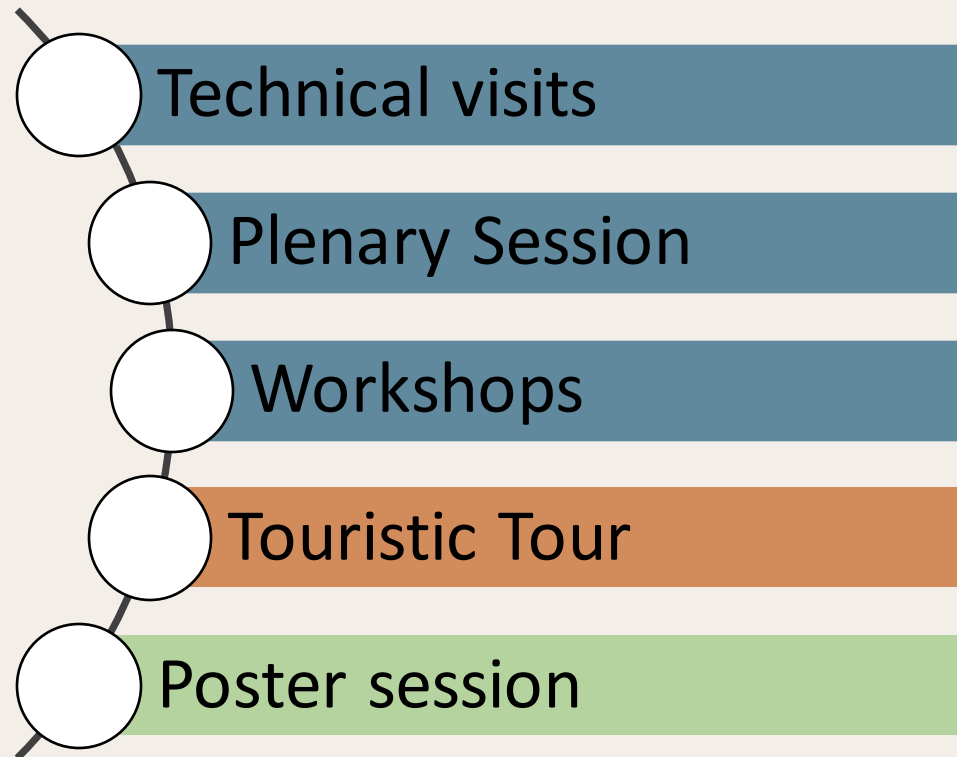 Technical visits
Plenary Session
Workshops
Touristic Tour
Poster session